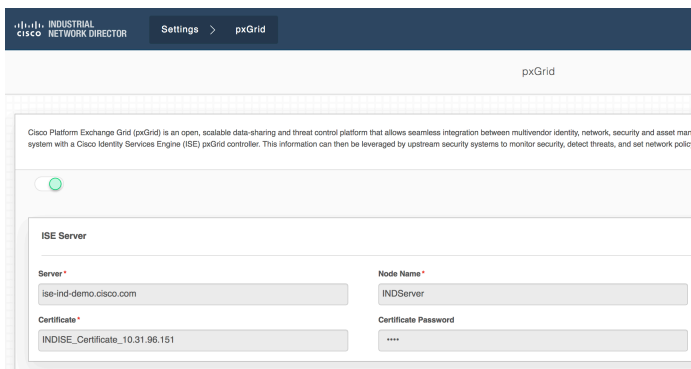 INDUSTRIAL
CISCO NETWORK DIRECTOR
Settings > pxGrid
pxGrid
Cisco Platform Exchange Grid (pxGrid) is an open, scalable data-sharing and threat control platform that allows seamless integration between multivendor identity, network, security and asset man
system with a Cisco Identity Services Engine (ISE) pxGrid controller. This information can then be leveraged by upstream security systems to monitor security, detect threats, and set network polic
ISE Server
Server* Node Name*
ise-ind-demo.cisco.com INDServer
Certificate* Certificate Password
INDISE_Certificate_10.31.96.151 ••••